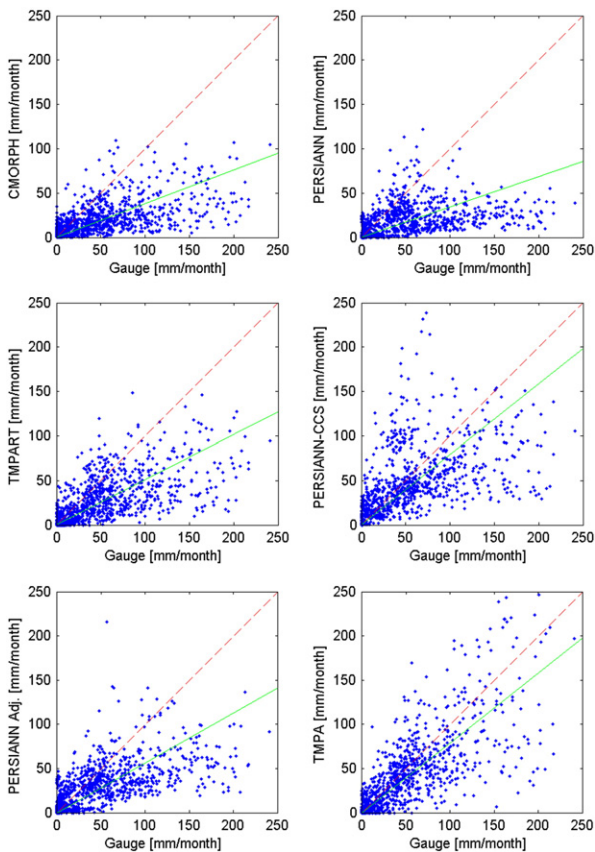 250
200
150
100
50
0
CMORPH [mm/month]
0 50 100 150 200 250
Gauge [mm/month]
250
200
150
100
50
0
PERSIANN [mm/month]
0 50 100 150 200 250
Gauge [mm/month]
250
200
150
100
50
0
TMPART [mm/month]
0 50 100 150 200 250
Gauge [mm/month]
250
200
150
100
50
0
PERSIANN-CCS [mm/month]
0 50 100 150 200 250
Gauge [mm/month]
250
200
150
100
50
0
PERSIANN Adj. [mm/month]
0 50 100 150 200 250
Gauge [mm/month]
250
200
150
100
50
0
TMPA [mm/month]
0 50 100 150 200 250
Gauge [mm/month]